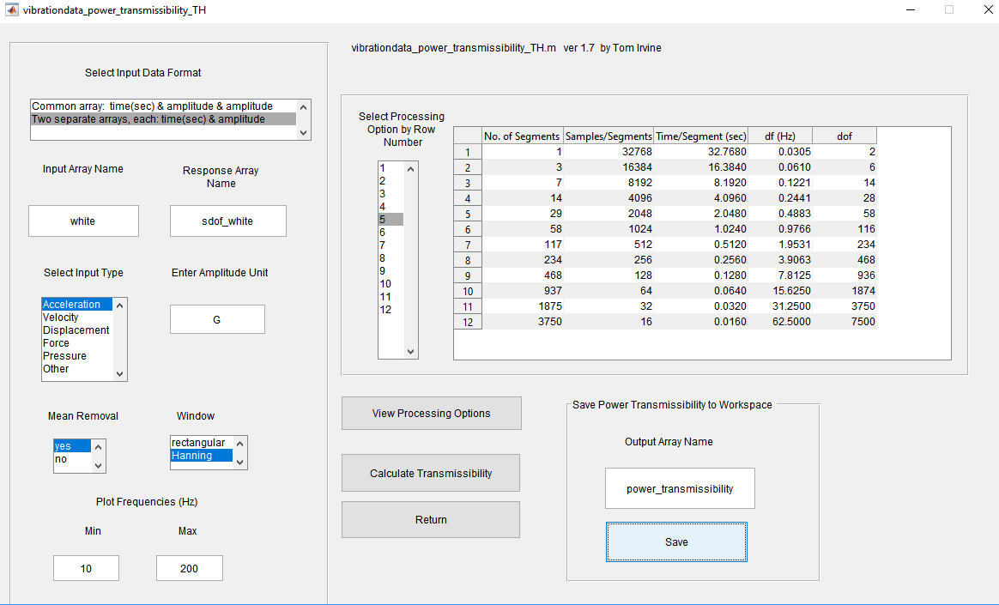 vibrationdata_power_transmissibility_TH
vibrationdata_power_transmissibility_TH.m ver 1.7 by Tom Irvine
Select Input Data Format
Common array: time(sec) & amplitude & amplitude
Two separate arrays, each: time(sec) & amplitude
Input Array Name
Response Array
Name
white
sdof_white
Select Input Type
Enter Amplitude Unit
Acceleration
Velocity
Displacement
Force
Pressure
Other
G
Mean Removal
Window
yes
no
rectangular
Hanning
Plot Frequencies (Hz)
Min
Max
10
200
Select Processing
Option by Row
Number
1
2
3
4
5
6
7
8
9
10
11
12
No. of Segments Samples/Segments Time/Segment (sec) df (Hz) dof
1 1 32768 32.7680 0.0305 2
2 3 16384 16.3840 0.0610 6
3 7 8192 8.1920 0.1221 14
4 14 4096 4.0960 0.2441 28
5 29 2048 2.0480 0.4883 58
6 58 1024 1.0240 0.9766 116
7 117 512 0.5120 1.9531 234
8 234 256 0.2560 3.9063 468
9 468 128 0.1280 7.8125 936
10 937 64 0.0640 15.6250 1874
11 1875 32 0.0320 31.2500 3750
12 3750 16 0.0160 62.5000 7500
View Processing Options
Calculate Transmissibility
Return
Save Power Transmissibility to Workspace
Output Array Name
power_transmissibility
Save